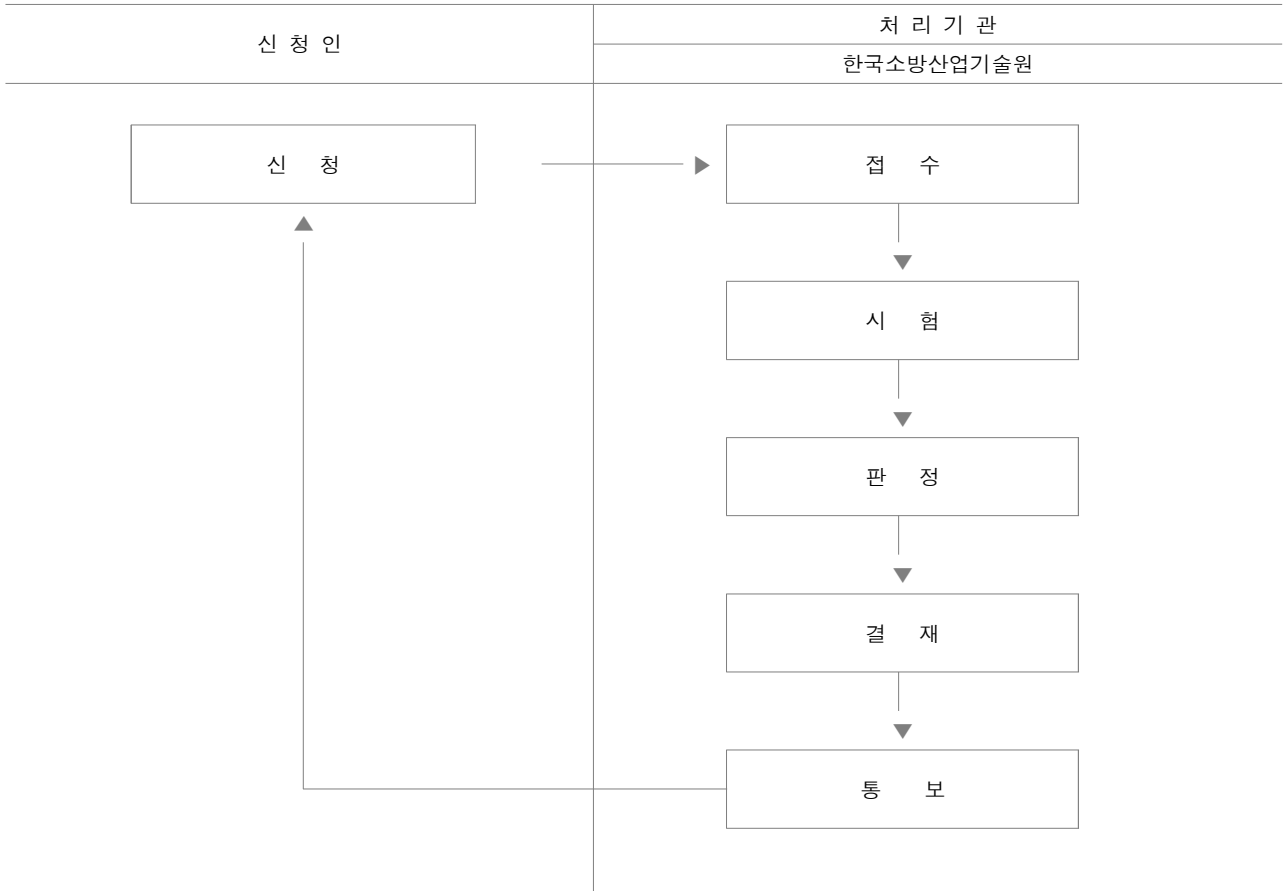 신 청 인
처 리 기 관
한국소방산업기술원
신 청
접 수
시 험
판 정
결 재
통 보